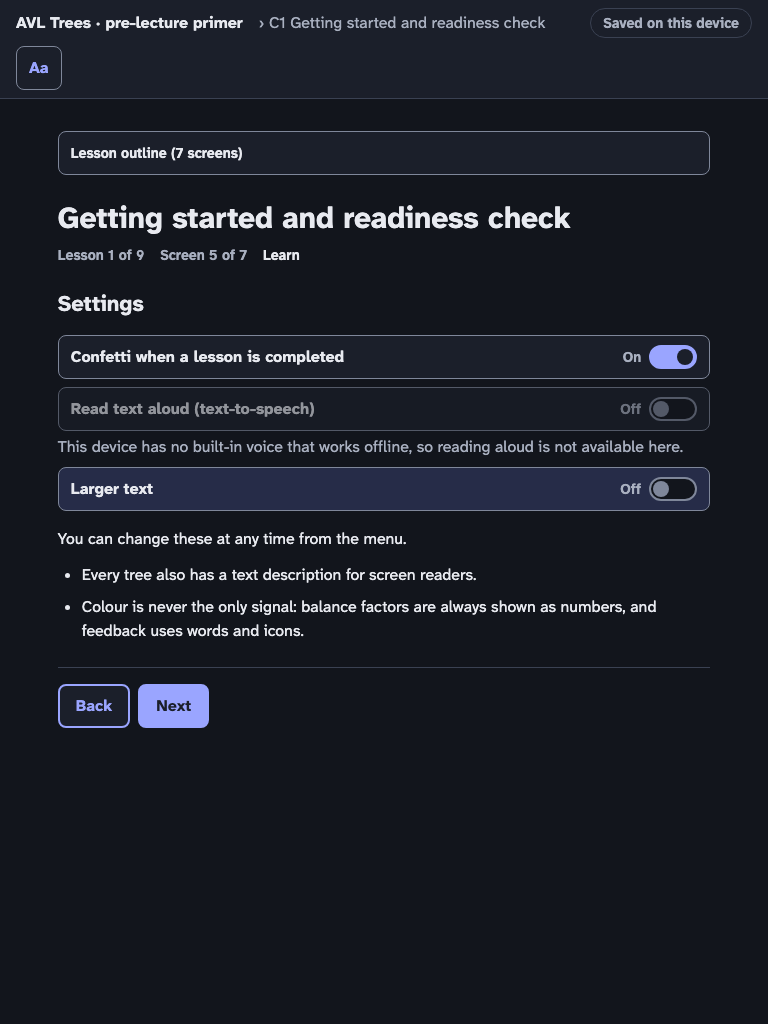 AVL Trees · pre-lecture primer › C1 Getting started and readiness check
Saved on this device
Aa
Lesson outline (7 screens)
Getting started and readiness check
Lesson 1 of 9 Screen 5 of 7 Learn
Settings
Confetti when a lesson is completed On
Read text aloud (text-to-speech) Off
This device has no built-in voice that works offline, so reading aloud is not available here.
Larger text Off
You can change these at any time from the menu.
• Every tree also has a text description for screen readers.
• Colour is never the only signal: balance factors are always shown as numbers, and
feedback uses words and icons.
Back Next